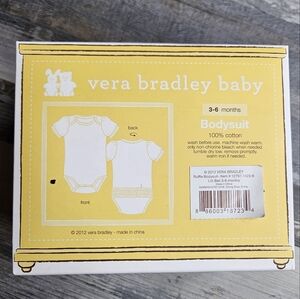 vera bradley baby
3-6 months
Bodysuit
100% cotton
wash before use, machine wash warm,
only non-chlorine bleach when needed
tumble dry low, remove promptly,
warm iron if needed.
back
front
© 2012 VERA BRADLEY
© 2012 vera bradley - made in china